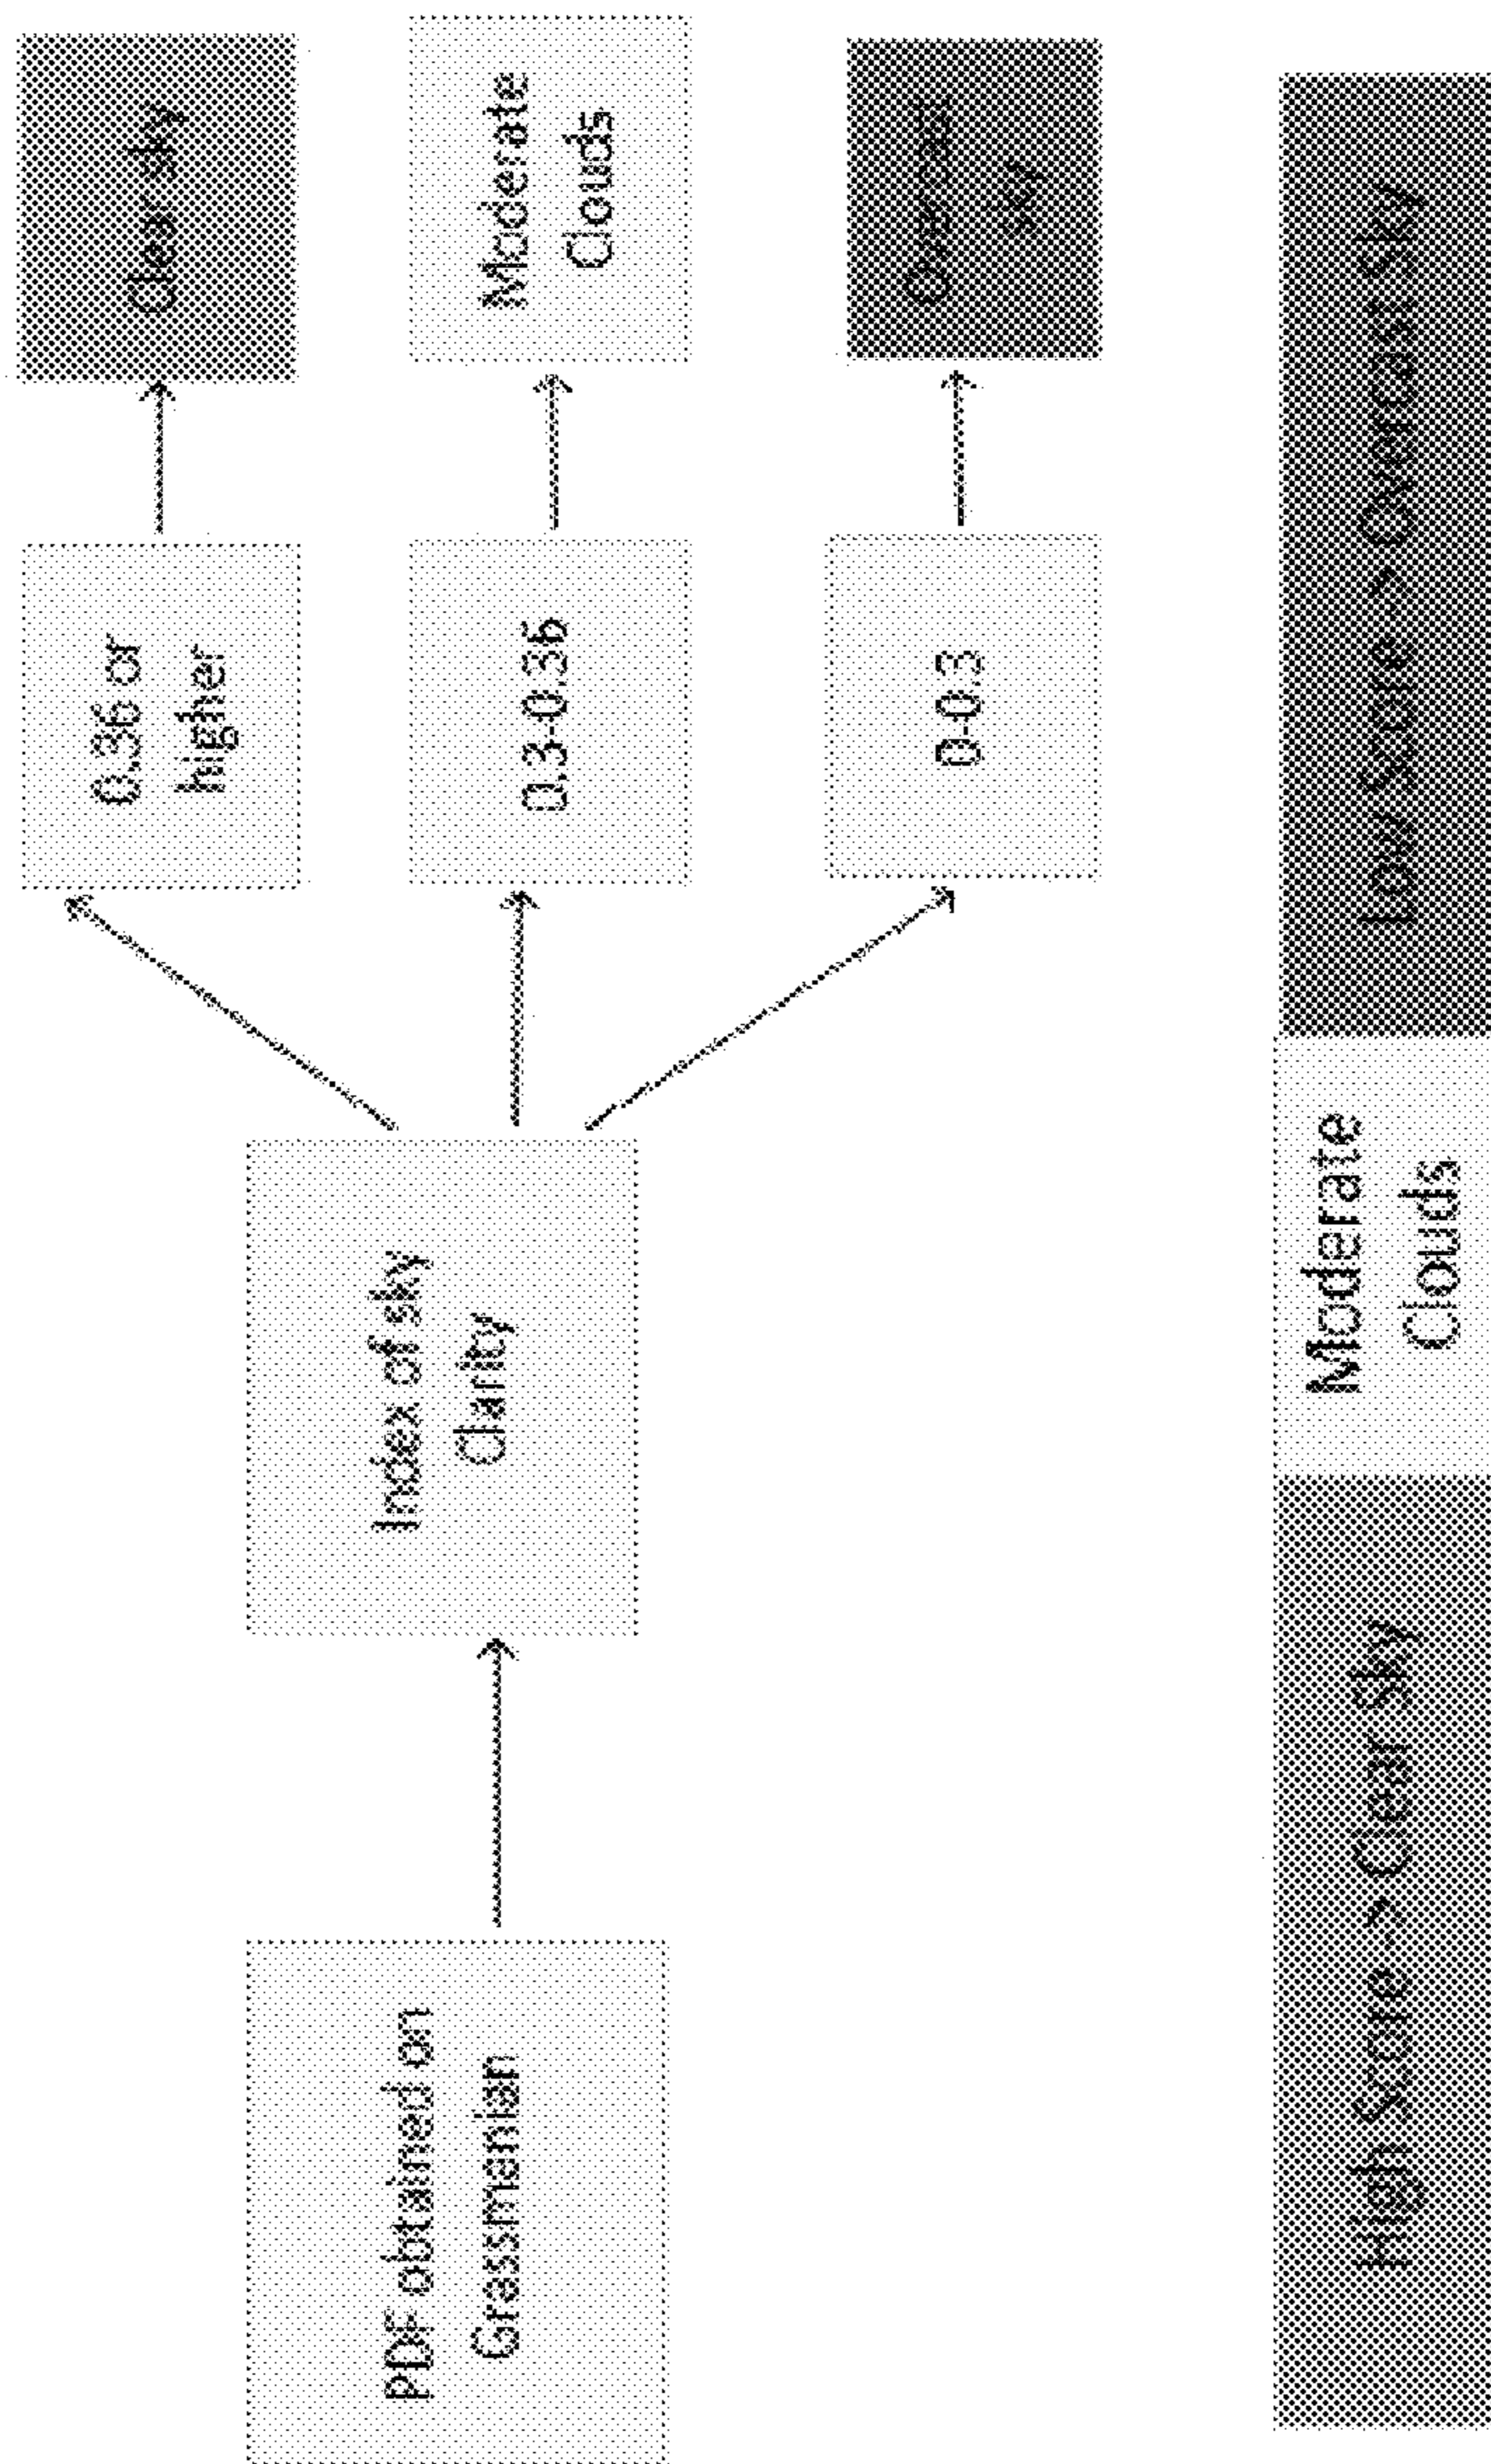 PDF obtained on
Grassmanian
Index of sky
Clarity
0.36 or
higher
Clear sky
0.3-0.36
Moderate
Clouds
0-0.3
Overcast
sky
High Score -> Clear Sky
Moderate
Clouds
Low Score -> Overcast Sky